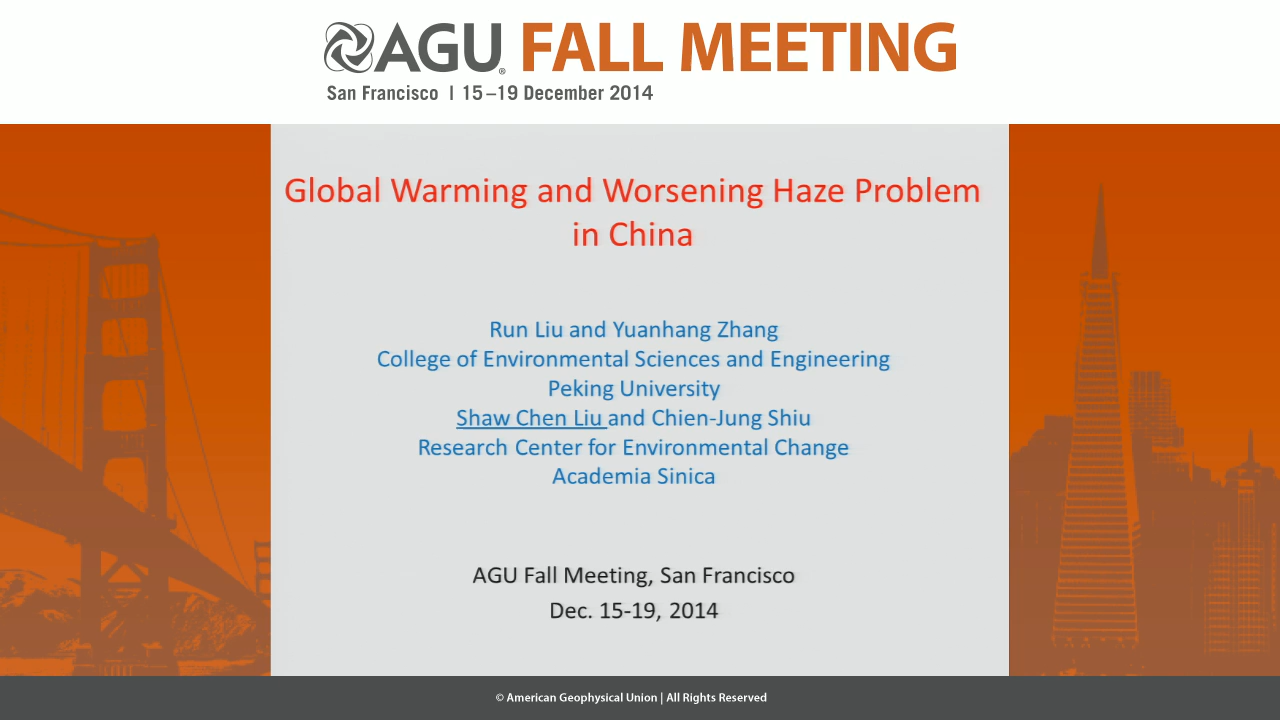 AGU® FALL MEETING
San Francisco | 15–19 December 2014
Global Warming and Worsening Haze Problem
in China
Run Liu and Yuanhang Zhang
College of Environmental Sciences and Engineering
Peking University
Shaw Chen Liu and Chien-Jung Shiu
Research Center for Environmental Change
Academia Sinica
AGU Fall Meeting, San Francisco
Dec. 15-19, 2014
© American Geophysical Union | All Rights Reserved